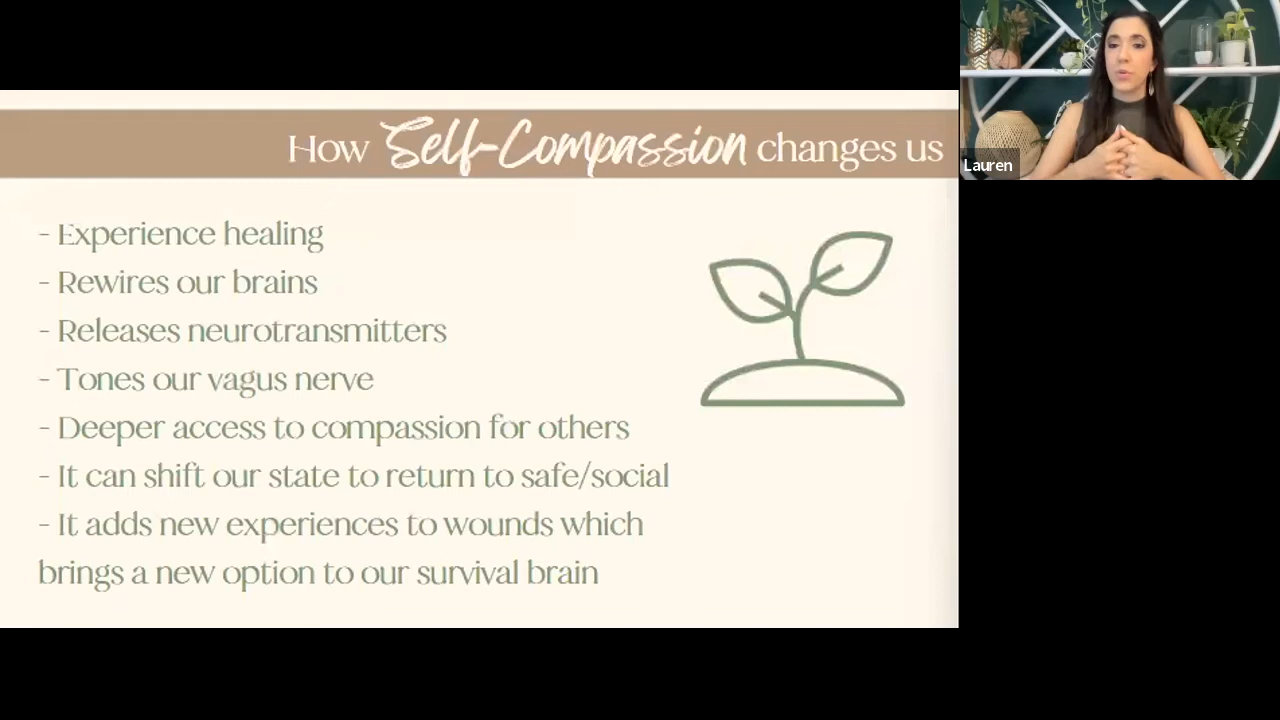 How Self-Compassion changes us
- Experience healing
- Rewires our brains
- Releases neurotransmitters
- Tones our vagus nerve
- Deeper access to compassion for others
- It can shift our state to return to safe/social
- It adds new experiences to wounds which
brings a new option to our survival brain
Lauren